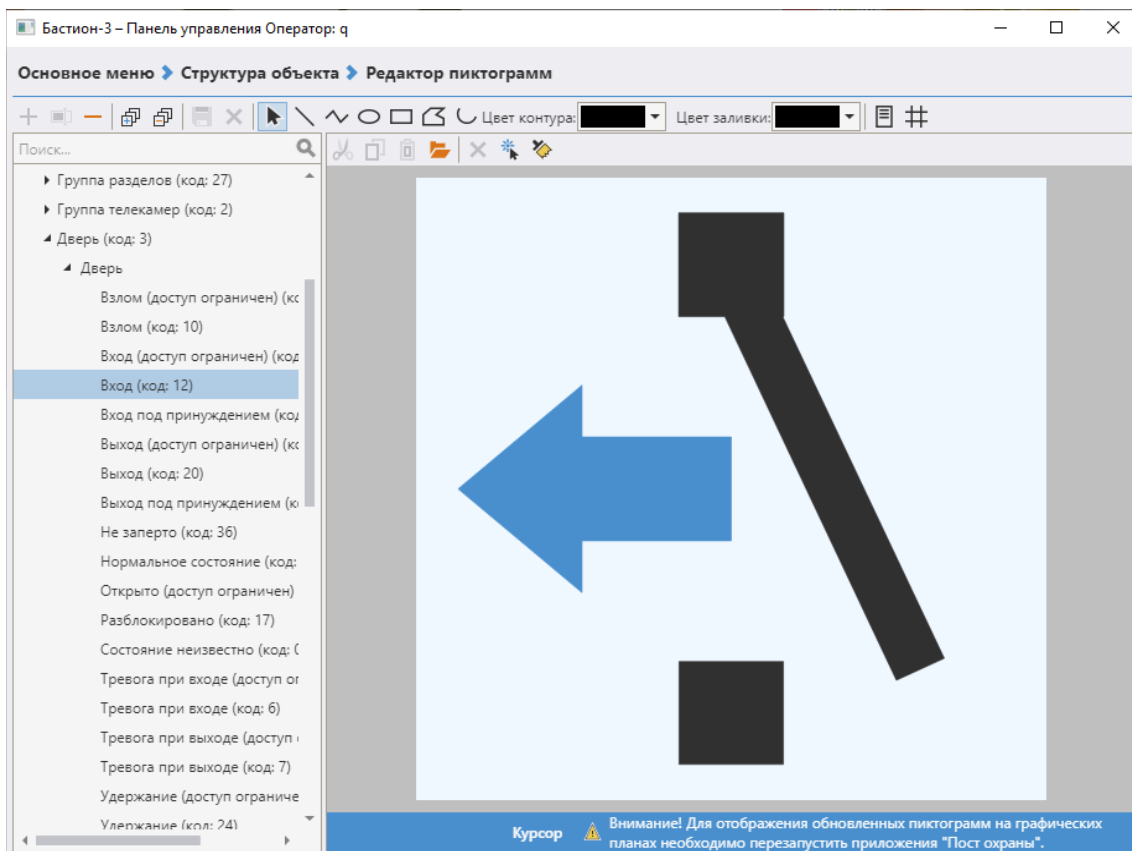 Бастион-3 – Панель управления Оператор: q
Основное меню Структура объекта Редактор пиктограмм
Цвет контура: Цвет заливки:
Поиск...
Группа разделов (код: 27)
Группа телекамер (код: 2)
Дверь (код: 3)
Дверь
Взлом (доступ ограничен) (кс
Взлом (код: 10)
Вход (доступ ограничен) (код
Вход (код: 12)
Вход под принуждением (код
Выход (доступ ограничен) (кс
Выход (код: 20)
Выход под принуждением (к
Не заперто (код: 36)
Нормальное состояние (код:
Открыто (доступ ограничен)
Разблокировано (код: 17)
Состояние неизвестно (код: 0
Тревога при входе (доступ ог
Тревога при входе (код: 6)
Тревога при выходе (доступ
Тревога при выходе (код: 7)
Удержание (доступ ограниче
Удержание (код: 24)
Курсор
Внимание! Для отображения обновленных пиктограмм на графических
планах необходимо перезапустить приложения "Пост охраны".